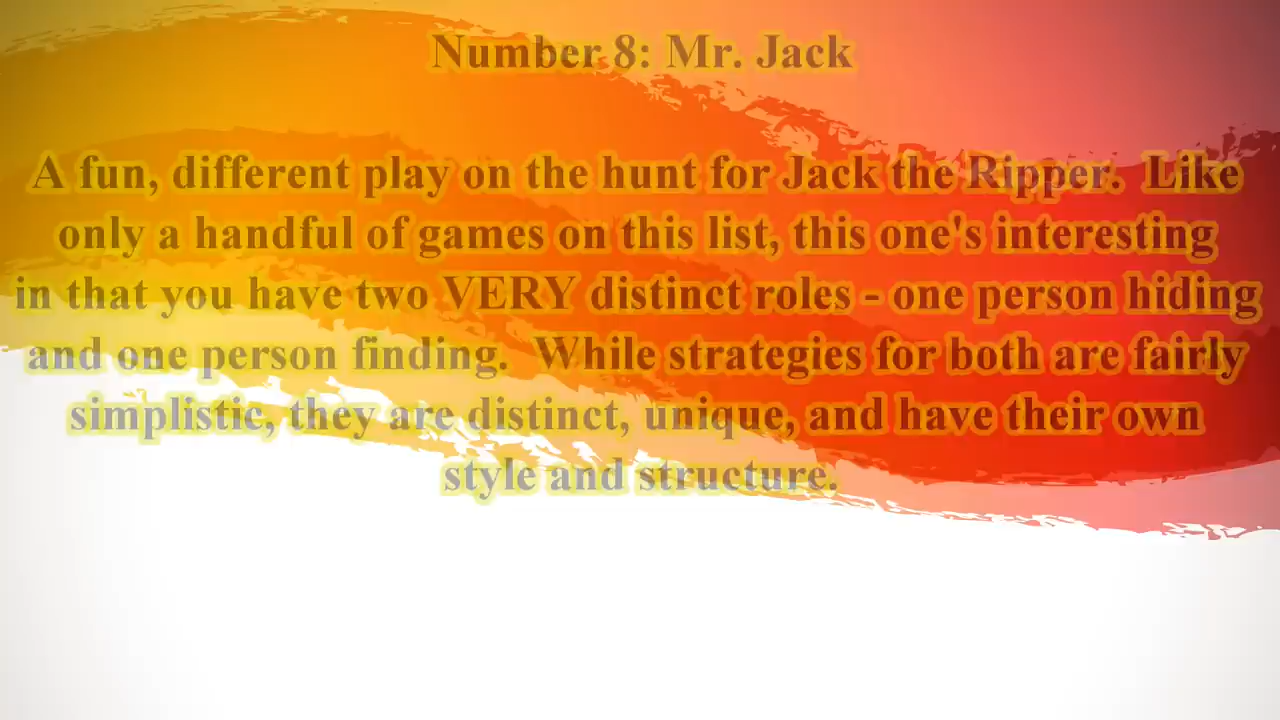 Number 8: Mr. Jack
A fun, different play on the hunt for Jack the Ripper.  Like
only a handful of games on this list, this one's interesting
in that you have two VERY distinct roles - one person hiding
and one person finding.  While strategies for both are fairly
simplistic, they are distinct, unique, and have their own
style and structure.